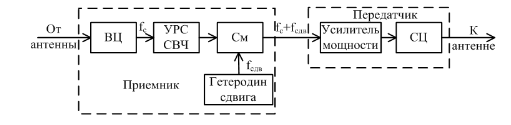 Передатчик
От
антенны
ВЦ
fс
УРС
СВЧ
См
fс+fсдв
Усилитель
мощности
СЦ
К
антенне
fсдв
Приемник
Гетеродин
сдвига